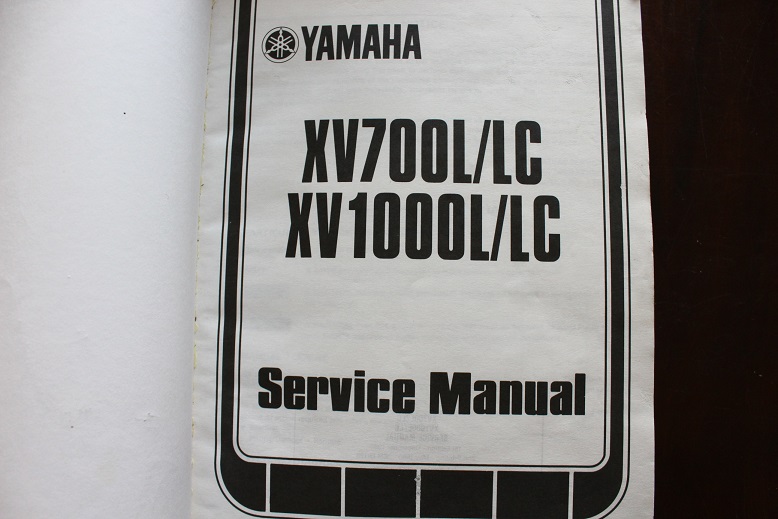 YAMAHA
XV700L/LC
XV1000L/LC
Service Manual